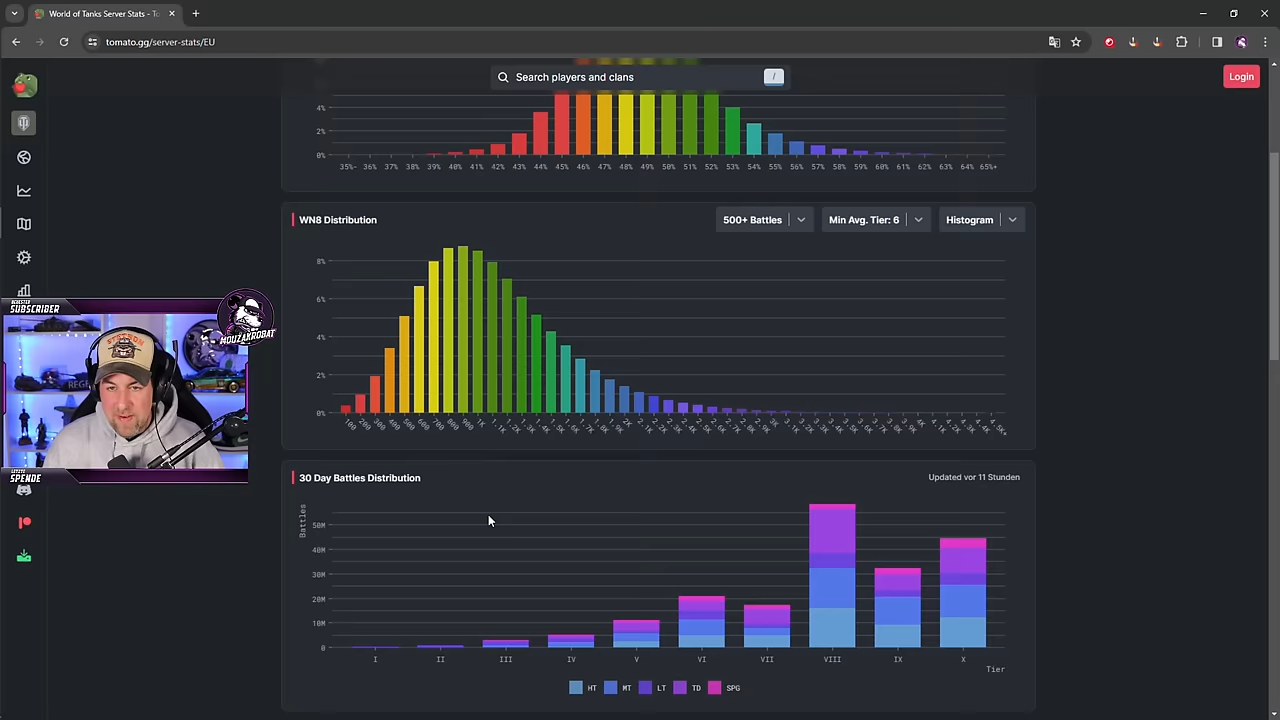 World of Tanks Server Stats - To
tomato.gg/server-stats/EU
Search players and clans
/
Login
4%
2%
0%
35%- 36% 37% 38% 39% 40% 41% 42% 43% 44% 45% 46% 47% 48% 49% 50% 51% 52% 53% 54% 55% 56% 57% 58% 59% 60% 61% 62% 63% 64% 65%+
WN8 Distribution
500+ Battles
Min Avg. Tier: 6
Histogram
8%
6%
4%
2%
0%
NEUESTER
SUBSCRIBER
MOUZAKROBAT
LETZTE
SPENDE
30 Day Battles Distribution
Updated vor 11 Stunden
Battles
50M
40M
30M
20M
10M
0
I II III IV V VI VII VIII IX X
Tier
HT MT LT TD SPG